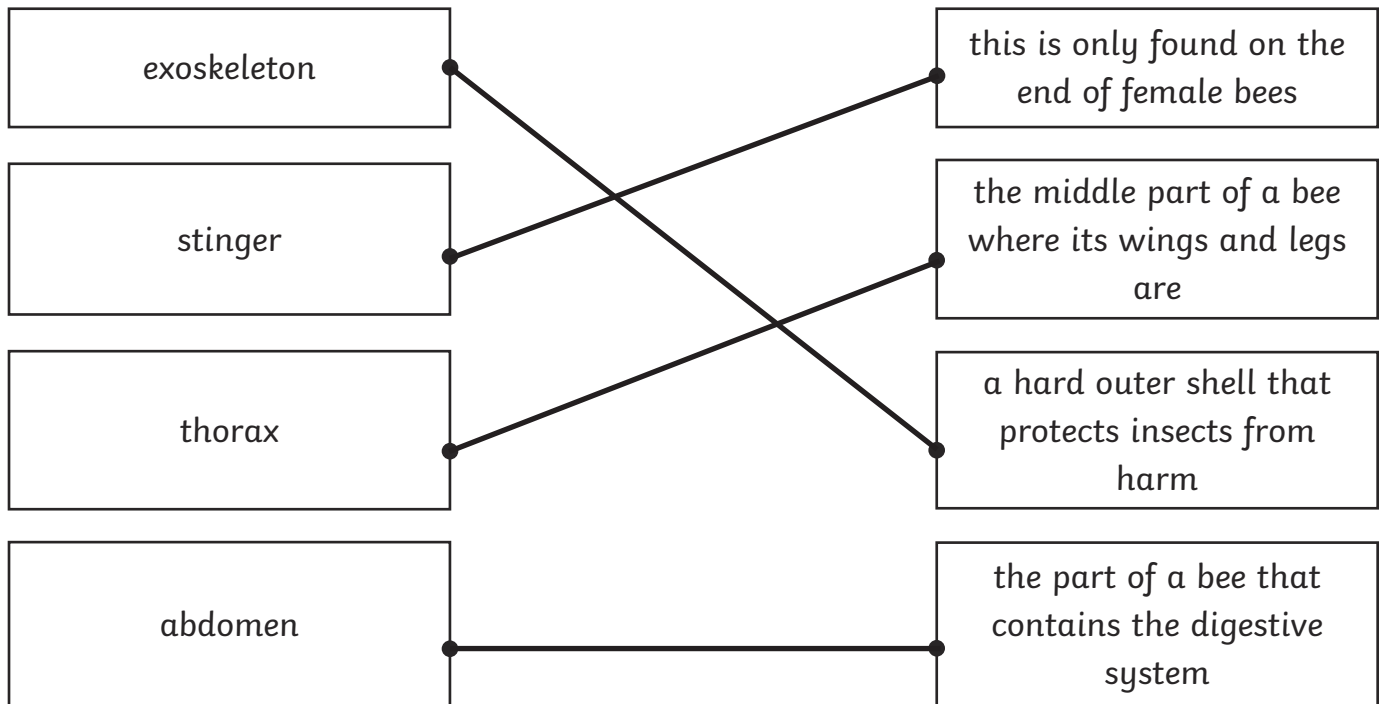 exoskeleton
this is only found on the
end of female bees
stinger
the middle part of a bee
where its wings and legs
are
thorax
a hard outer shell that
protects insects from
harm
abdomen
the part of a bee that
contains the digestive
system